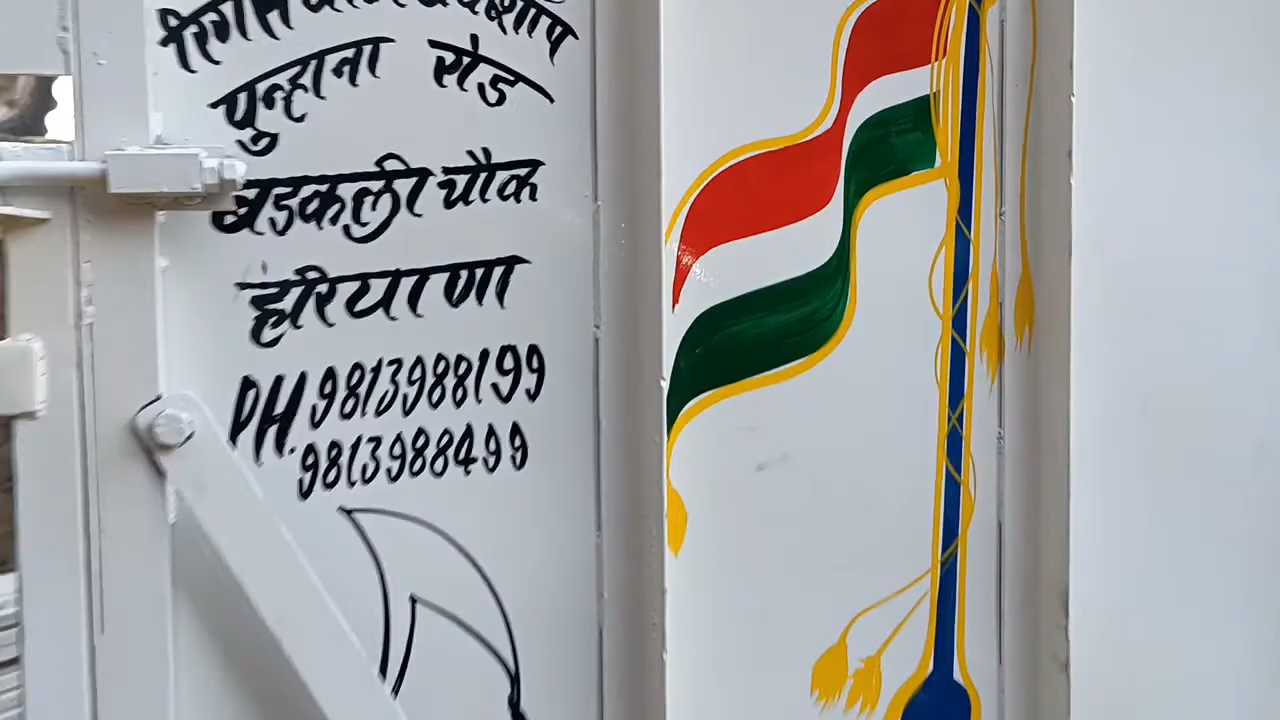 पुन्हाना रोड
बडकली चौक
हरियाणा
PH. 9813988199
9813988499